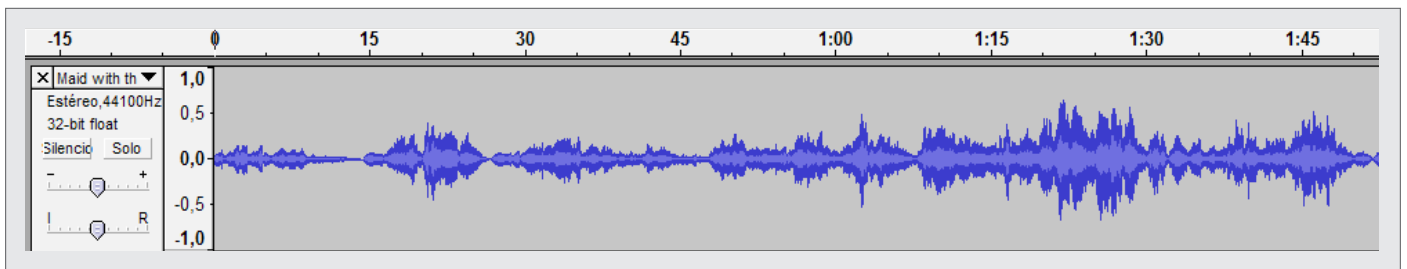 -15 0 15 30 45 1:00 1:15 1:30 1:45
X Maid with th ▼
Estéreo,44100Hz
32-bit float
Silencio Solo
- +
I R
1,0
0,5
0,0
-0,5
-1,0